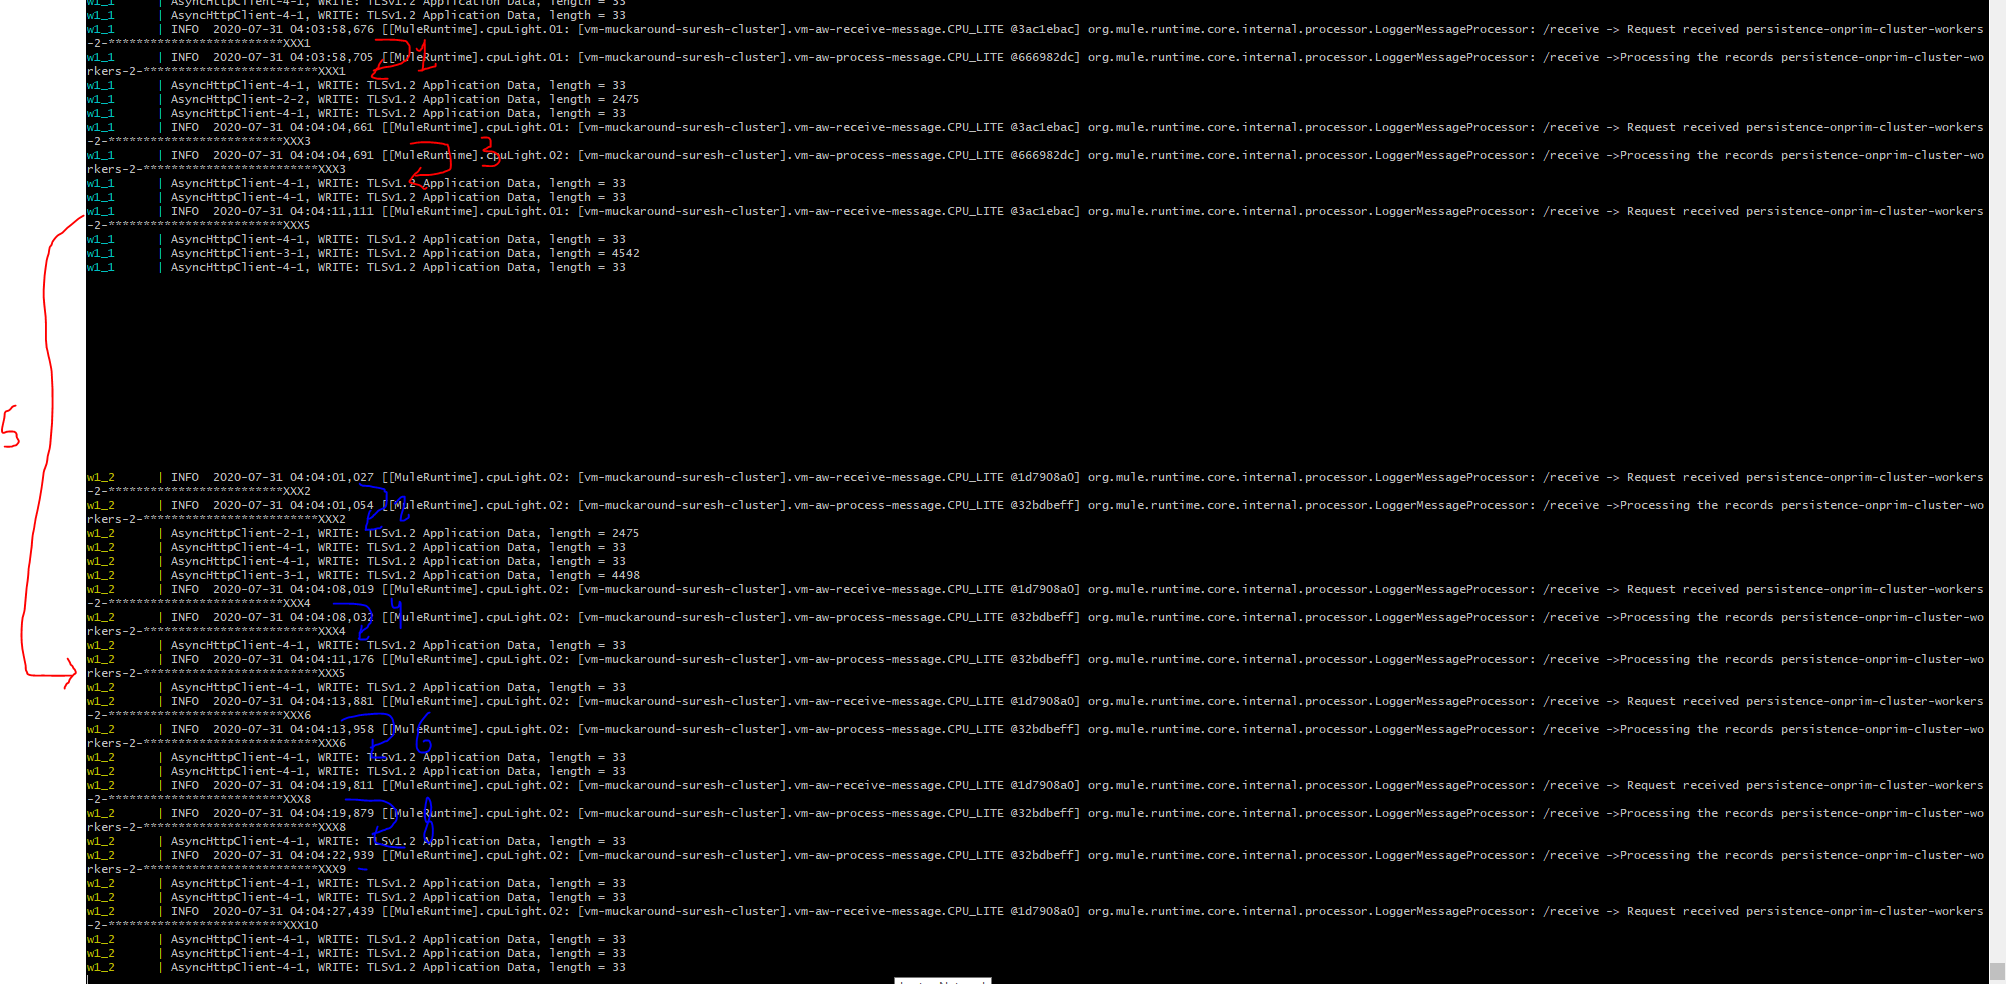 w1_1 | AsyncHttpClient-4-1, WRITE: TLSv1.2 Application Data, length = 33
w1_1 | AsyncHttpClient-4-1, WRITE: TLSv1.2 Application Data, length = 33
w1_1 | INFO 2020-07-31 04:03:58,676 [[MuleRuntime].cpuLight.01: [vm-muckaround-suresh-cluster].vm-aw-receive-message.CPU_LITE @3ac1ebac] org.mule.runtime.core.internal.processor.LoggerMessageProcessor: /receive -> Request received persistence-onprim-cluster-workers
-2-*************************XXX1
1
w1_1 | INFO 2020-07-31 04:03:58,705 [[MuleRuntime].cpuLight.01: [vm-muckaround-suresh-cluster].vm-aw-process-message.CPU_LITE @666982dc] org.mule.runtime.core.internal.processor.LoggerMessageProcessor: /receive ->Processing the records persistence-onprim-cluster-wo
rkers-2-*************************XXX1
w1_1 | AsyncHttpClient-4-1, WRITE: TLSv1.2 Application Data, length = 33
w1_1 | AsyncHttpClient-2-2, WRITE: TLSv1.2 Application Data, length = 2475
w1_1 | AsyncHttpClient-4-1, WRITE: TLSv1.2 Application Data, length = 33
w1_1 | INFO 2020-07-31 04:04:04,661 [[MuleRuntime].cpuLight.01: [vm-muckaround-suresh-cluster].vm-aw-receive-message.CPU_LITE @3ac1ebac] org.mule.runtime.core.internal.processor.LoggerMessageProcessor: /receive -> Request received persistence-onprim-cluster-workers
-2-*************************XXX3
3
w1_1 | INFO 2020-07-31 04:04:04,691 [[MuleRuntime].cpuLight.02: [vm-muckaround-suresh-cluster].vm-aw-process-message.CPU_LITE @666982dc] org.mule.runtime.core.internal.processor.LoggerMessageProcessor: /receive ->Processing the records persistence-onprim-cluster-wo
rkers-2-*************************XXX3
w1_1 | AsyncHttpClient-4-1, WRITE: TLSv1.2 Application Data, length = 33
w1_1 | AsyncHttpClient-4-1, WRITE: TLSv1.2 Application Data, length = 33
w1_1 | INFO 2020-07-31 04:04:11,111 [[MuleRuntime].cpuLight.01: [vm-muckaround-suresh-cluster].vm-aw-receive-message.CPU_LITE @3ac1ebac] org.mule.runtime.core.internal.processor.LoggerMessageProcessor: /receive -> Request received persistence-onprim-cluster-workers
-2-*************************XXX5
w1_1 | AsyncHttpClient-4-1, WRITE: TLSv1.2 Application Data, length = 33
w1_1 | AsyncHttpClient-3-1, WRITE: TLSv1.2 Application Data, length = 4542
w1_1 | AsyncHttpClient-4-1, WRITE: TLSv1.2 Application Data, length = 33
5
w1_2 | INFO 2020-07-31 04:04:01,027 [[MuleRuntime].cpuLight.02: [vm-muckaround-suresh-cluster].vm-aw-receive-message.CPU_LITE @1d7908a0] org.mule.runtime.core.internal.processor.LoggerMessageProcessor: /receive -> Request received persistence-onprim-cluster-workers
-2-*************************XXX2
2
w1_2 | INFO 2020-07-31 04:04:01,054 [[MuleRuntime].cpuLight.02: [vm-muckaround-suresh-cluster].vm-aw-process-message.CPU_LITE @32bdbeff] org.mule.runtime.core.internal.processor.LoggerMessageProcessor: /receive ->Processing the records persistence-onprim-cluster-wo
rkers-2-*************************XXX2
w1_2 | AsyncHttpClient-2-1, WRITE: TLSv1.2 Application Data, length = 2475
w1_2 | AsyncHttpClient-4-1, WRITE: TLSv1.2 Application Data, length = 33
w1_2 | AsyncHttpClient-4-1, WRITE: TLSv1.2 Application Data, length = 33
w1_2 | AsyncHttpClient-3-1, WRITE: TLSv1.2 Application Data, length = 4498
w1_2 | INFO 2020-07-31 04:04:08,019 [[MuleRuntime].cpuLight.02: [vm-muckaround-suresh-cluster].vm-aw-receive-message.CPU_LITE @1d7908a0] org.mule.runtime.core.internal.processor.LoggerMessageProcessor: /receive -> Request received persistence-onprim-cluster-workers
-2-*************************XXX4
4
w1_2 | INFO 2020-07-31 04:04:08,032 [[MuleRuntime].cpuLight.02: [vm-muckaround-suresh-cluster].vm-aw-process-message.CPU_LITE @32bdbeff] org.mule.runtime.core.internal.processor.LoggerMessageProcessor: /receive ->Processing the records persistence-onprim-cluster-wo
rkers-2-*************************XXX4
w1_2 | AsyncHttpClient-4-1, WRITE: TLSv1.2 Application Data, length = 33
w1_2 | INFO 2020-07-31 04:04:11,176 [[MuleRuntime].cpuLight.02: [vm-muckaround-suresh-cluster].vm-aw-process-message.CPU_LITE @32bdbeff] org.mule.runtime.core.internal.processor.LoggerMessageProcessor: /receive ->Processing the records persistence-onprim-cluster-wo
rkers-2-*************************XXX5
w1_2 | AsyncHttpClient-4-1, WRITE: TLSv1.2 Application Data, length = 33
w1_2 | INFO 2020-07-31 04:04:13,881 [[MuleRuntime].cpuLight.02: [vm-muckaround-suresh-cluster].vm-aw-receive-message.CPU_LITE @1d7908a0] org.mule.runtime.core.internal.processor.LoggerMessageProcessor: /receive -> Request received persistence-onprim-cluster-workers
-2-*************************XXX6
6
w1_2 | INFO 2020-07-31 04:04:13,958 [[MuleRuntime].cpuLight.02: [vm-muckaround-suresh-cluster].vm-aw-process-message.CPU_LITE @32bdbeff] org.mule.runtime.core.internal.processor.LoggerMessageProcessor: /receive ->Processing the records persistence-onprim-cluster-wo
rkers-2-*************************XXX6
w1_2 | AsyncHttpClient-4-1, WRITE: TLSv1.2 Application Data, length = 33
w1_2 | AsyncHttpClient-4-1, WRITE: TLSv1.2 Application Data, length = 33
w1_2 | INFO 2020-07-31 04:04:19,811 [[MuleRuntime].cpuLight.02: [vm-muckaround-suresh-cluster].vm-aw-receive-message.CPU_LITE @1d7908a0] org.mule.runtime.core.internal.processor.LoggerMessageProcessor: /receive -> Request received persistence-onprim-cluster-workers
-2-*************************XXX8
8
w1_2 | INFO 2020-07-31 04:04:19,879 [[MuleRuntime].cpuLight.02: [vm-muckaround-suresh-cluster].vm-aw-process-message.CPU_LITE @32bdbeff] org.mule.runtime.core.internal.processor.LoggerMessageProcessor: /receive ->Processing the records persistence-onprim-cluster-wo
rkers-2-*************************XXX8
w1_2 | AsyncHttpClient-4-1, WRITE: TLSv1.2 Application Data, length = 33
w1_2 | INFO 2020-07-31 04:04:22,939 [[MuleRuntime].cpuLight.02: [vm-muckaround-suresh-cluster].vm-aw-process-message.CPU_LITE @32bdbeff] org.mule.runtime.core.internal.processor.LoggerMessageProcessor: /receive ->Processing the records persistence-onprim-cluster-wo
rkers-2-*************************XXX9
w1_2 | AsyncHttpClient-4-1, WRITE: TLSv1.2 Application Data, length = 33
w1_2 | AsyncHttpClient-4-1, WRITE: TLSv1.2 Application Data, length = 33
w1_2 | INFO 2020-07-31 04:04:27,439 [[MuleRuntime].cpuLight.02: [vm-muckaround-suresh-cluster].vm-aw-receive-message.CPU_LITE @1d7908a0] org.mule.runtime.core.internal.processor.LoggerMessageProcessor: /receive -> Request received persistence-onprim-cluster-workers
-2-*************************XXX10
w1_2 | AsyncHttpClient-4-1, WRITE: TLSv1.2 Application Data, length = 33
w1_2 | AsyncHttpClient-4-1, WRITE: TLSv1.2 Application Data, length = 33
w1_2 | AsyncHttpClient-4-1, WRITE: TLSv1.2 Application Data, length = 33